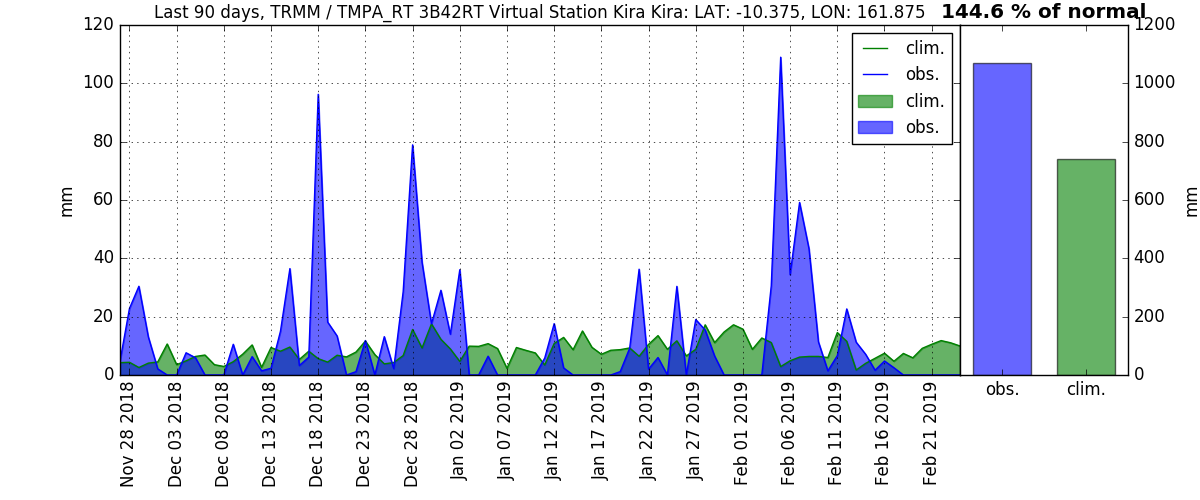 Last 90 days, TRMM / TMPA_RT 3B42RT Virtual Station Kira Kira: LAT: -10.375, LON: 161.875 144.6 % of normal
120
100
80
60
40
20
0
mm
clim.
obs.
clim.
obs.
1200
1000
800
600
400
200
0
mm
Nov 28 2018
Dec 03 2018
Dec 08 2018
Dec 13 2018
Dec 18 2018
Dec 23 2018
Dec 28 2018
Jan 02 2019
Jan 07 2019
Jan 12 2019
Jan 17 2019
Jan 22 2019
Jan 27 2019
Feb 01 2019
Feb 06 2019
Feb 11 2019
Feb 16 2019
Feb 21 2019
obs.
clim.